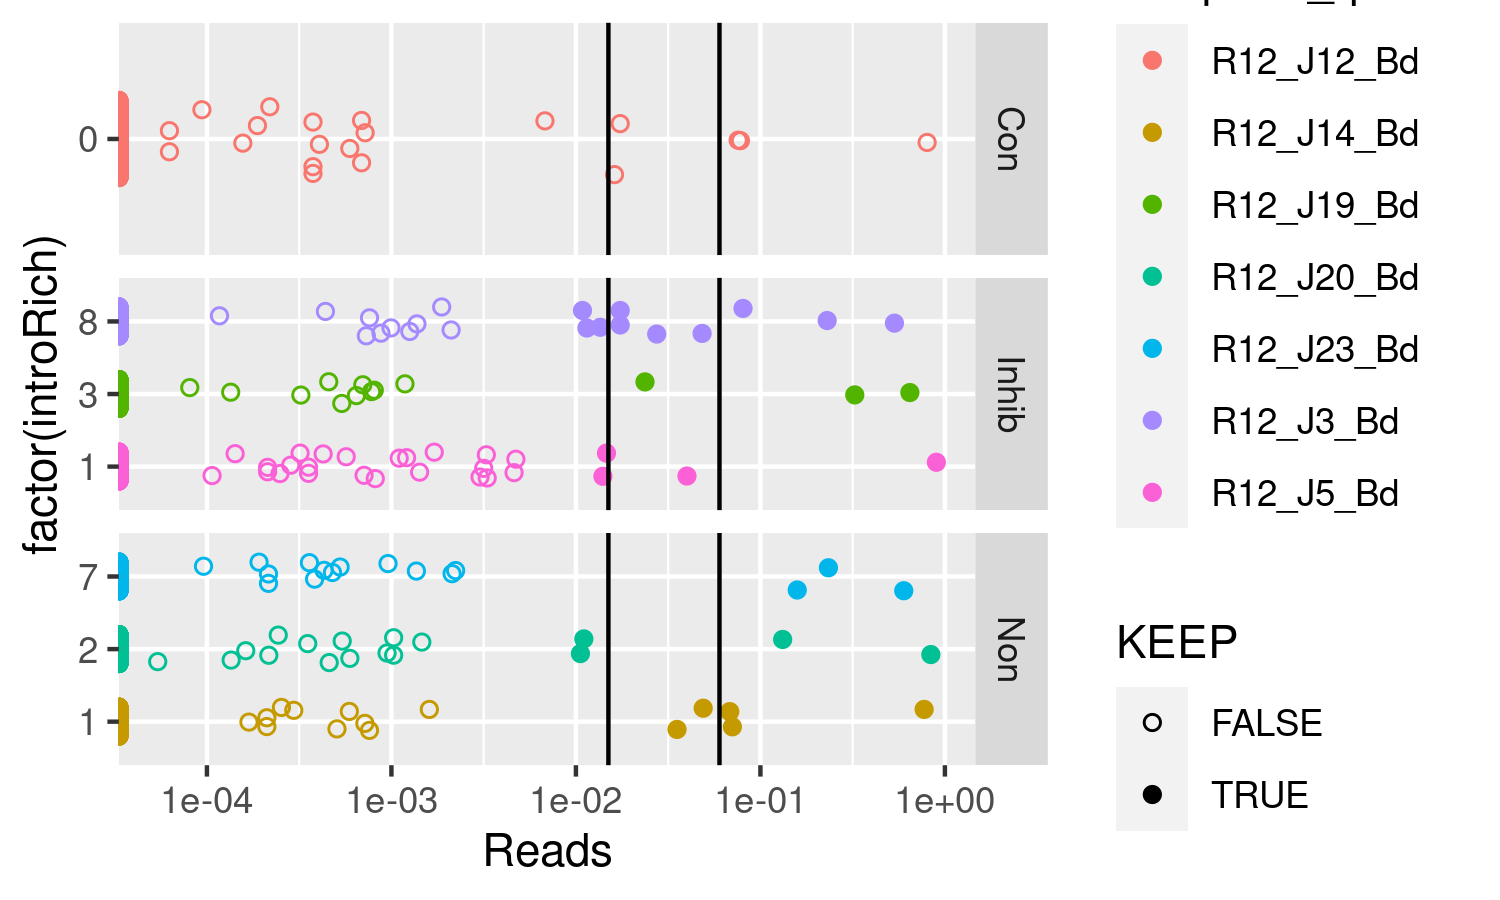 factor(introRich)
0
Con
8
3
1
Inhib
7
2
1
Non
1e-04 1e-03 1e-02 1e-01 1e+00
Reads
R12_J12_Bd
R12_J14_Bd
R12_J19_Bd
R12_J20_Bd
R12_J23_Bd
R12_J3_Bd
R12_J5_Bd
KEEP
FALSE
TRUE